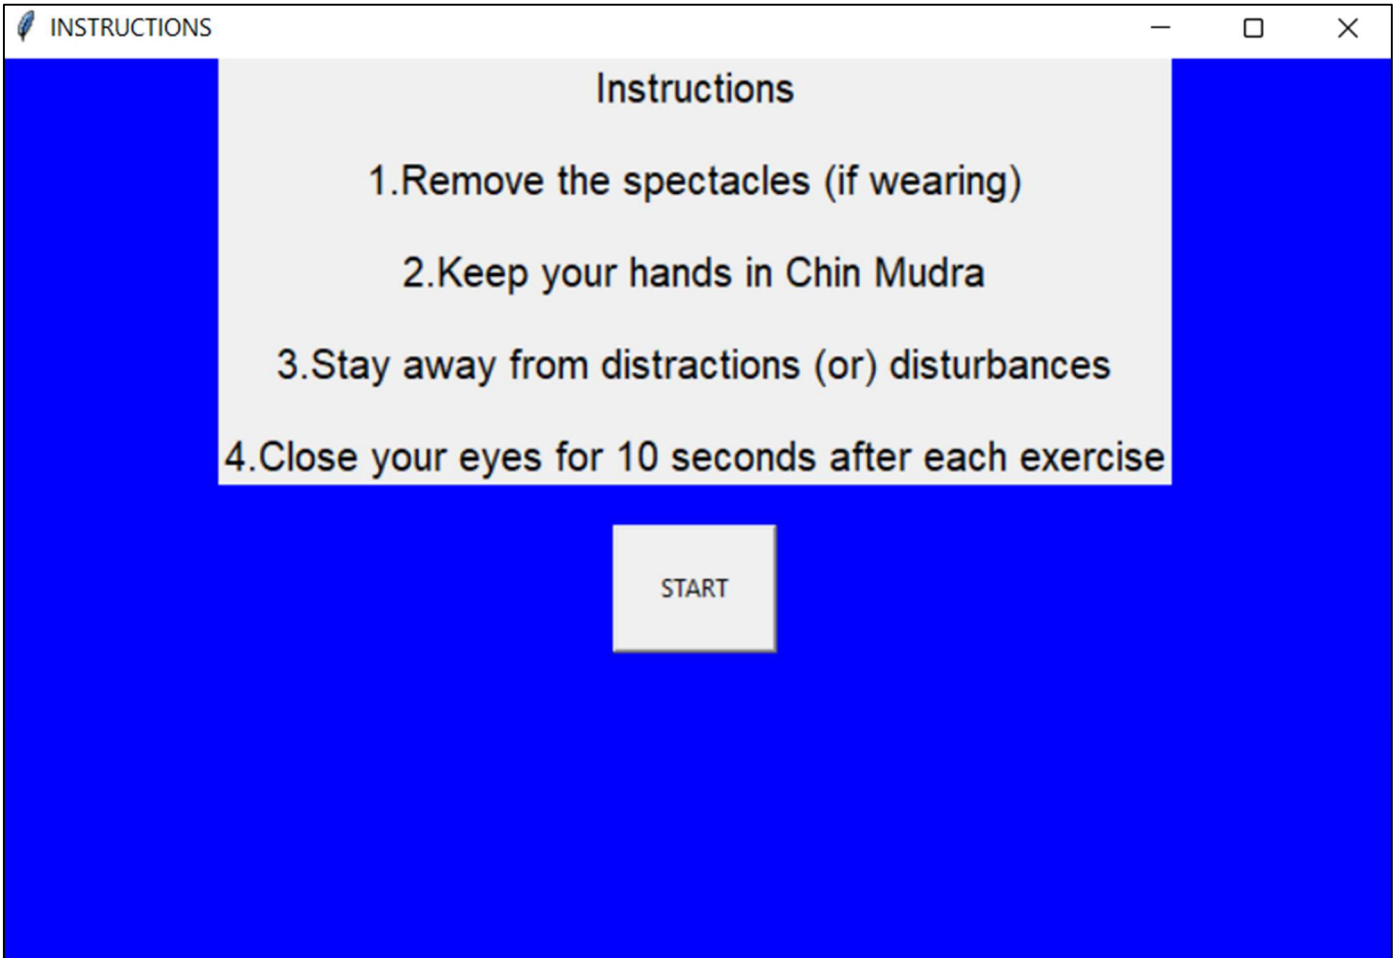 INSTRUCTIONS
Instructions
1.Remove the spectacles (if wearing)
2.Keep your hands in Chin Mudra
3.Stay away from distractions (or) disturbances
4.Close your eyes for 10 seconds after each exercise
START